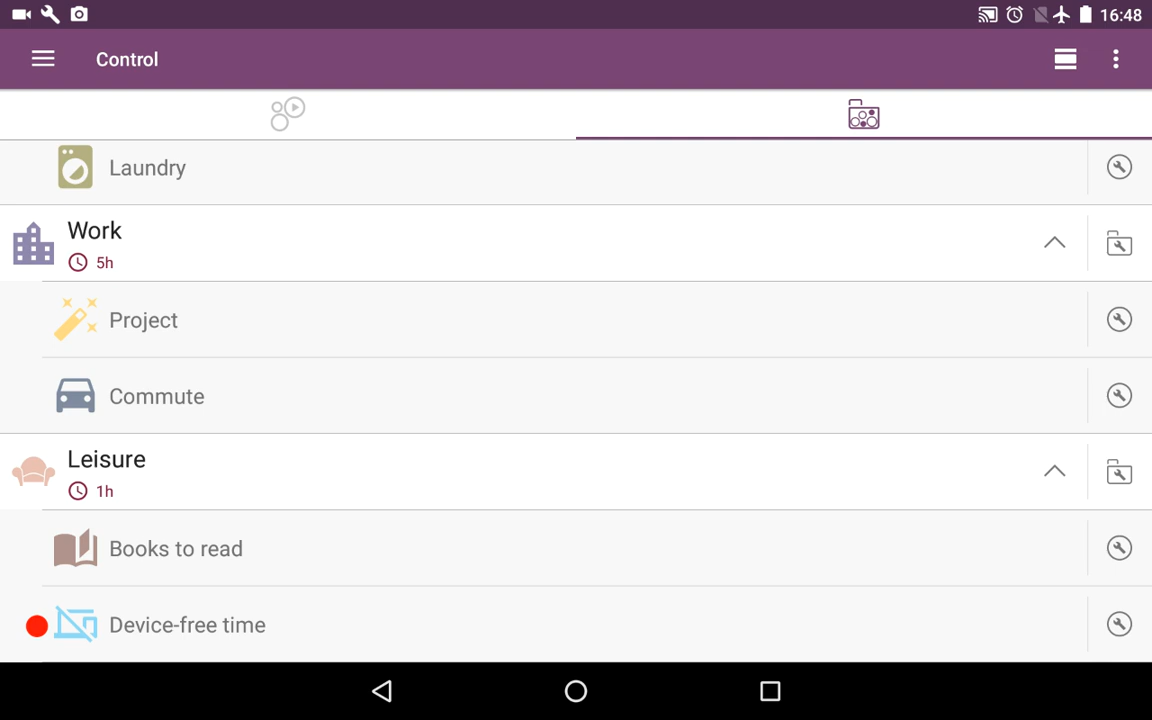 16:48
Control
Laundry
Work
5h
Project
Commute
Leisure
1h
Books to read
Device-free time